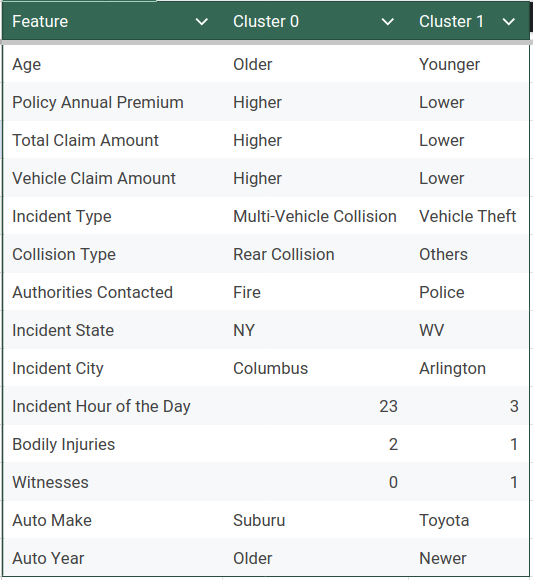 Feature Cluster 0 Cluster 1
Age Older Younger
Policy Annual Premium Higher Lower
Total Claim Amount Higher Lower
Vehicle Claim Amount Higher Lower
Incident Type Multi-Vehicle Collision Vehicle Theft
Collision Type Rear Collision Others
Authorities Contacted Fire Police
Incident State NY WV
Incident City Columbus Arlington
Incident Hour of the Day 23 3
Bodily Injuries 2 1
Witnesses 0 1
Auto Make Suburu Toyota
Auto Year Older Newer